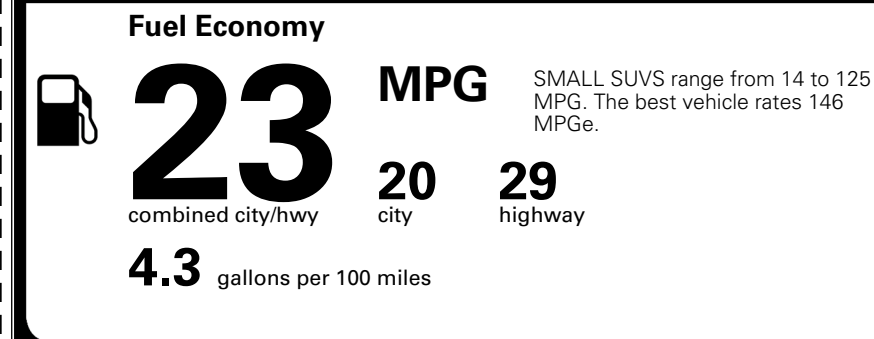 Fuel Economy
23
MPG
SMALL SUVS range from 14 to 125
MPG. The best vehicle rates 146
MPGe.
20
29
combined city/hwy
city
highway
4.3 gallons per 100 miles